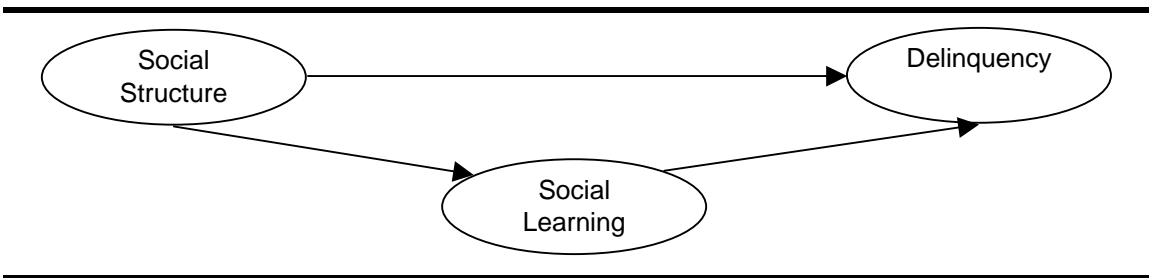 Social
Structure
Delinquency
Social
Learning